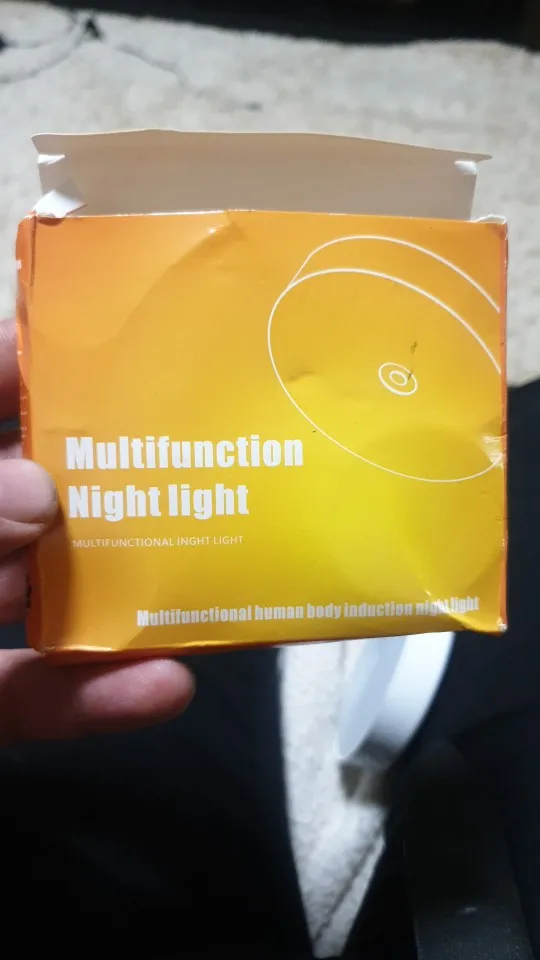 Multifunction
Night light
MULTIFUNCTIONAL INGHT LIGHT
Multifunctional human body induction night light